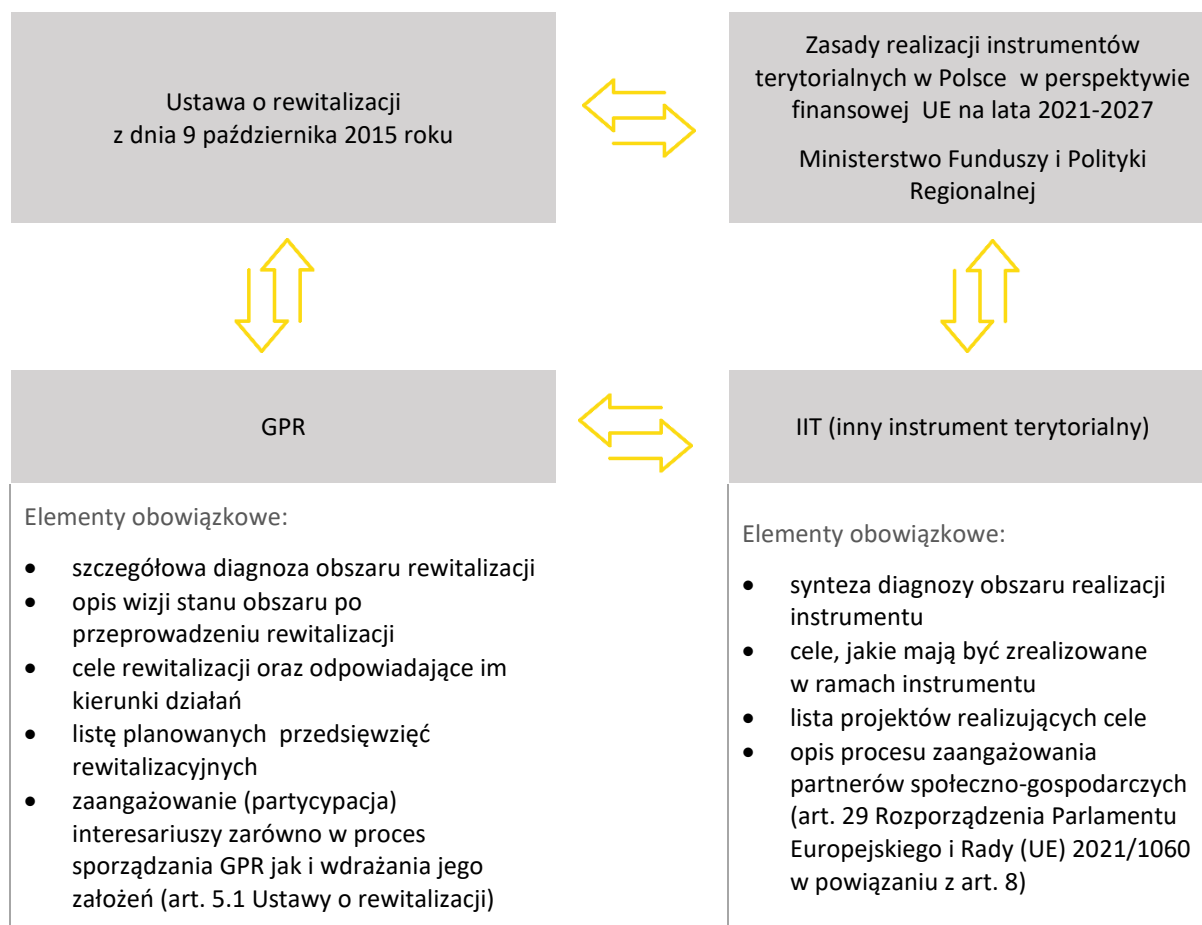 Ustawa o rewitalizacji
z dnia 9 października 2015 roku
Zasady realizacji instrumentów
terytorialnych w Polsce w perspektywie
finansowej UE na lata 2021-2027
Ministerstwo Funduszy i Polityki
Regionalnej
GPR
IIT (inny instrument terytorialny)
Elementy obowiązkowe:
• szczegółowa diagnoza obszaru rewitalizacji
• opis wizji stanu obszaru po
przeprowadzeniu rewitalizacji
• cele rewitalizacji oraz odpowiadające im
kierunki działań
• listę planowanych przedsięwzięć
rewitalizacyjnych
• zaangażowanie (partycypacja)
interesariuszy zarówno w proces
sporządzania GPR jak i wdrażania jego
założeń (art. 5.1 Ustawy o rewitalizacji)
Elementy obowiązkowe:
• synteza diagnozy obszaru realizacji
instrumentu
• cele, jakie mają być zrealizowane
w ramach instrumentu
• lista projektów realizujących cele
• opis procesu zaangażowania
partnerów społeczno-gospodarczych
(art. 29 Rozporządzenia Parlamentu
Europejskiego i Rady (UE) 2021/1060
w powiązaniu z art. 8)